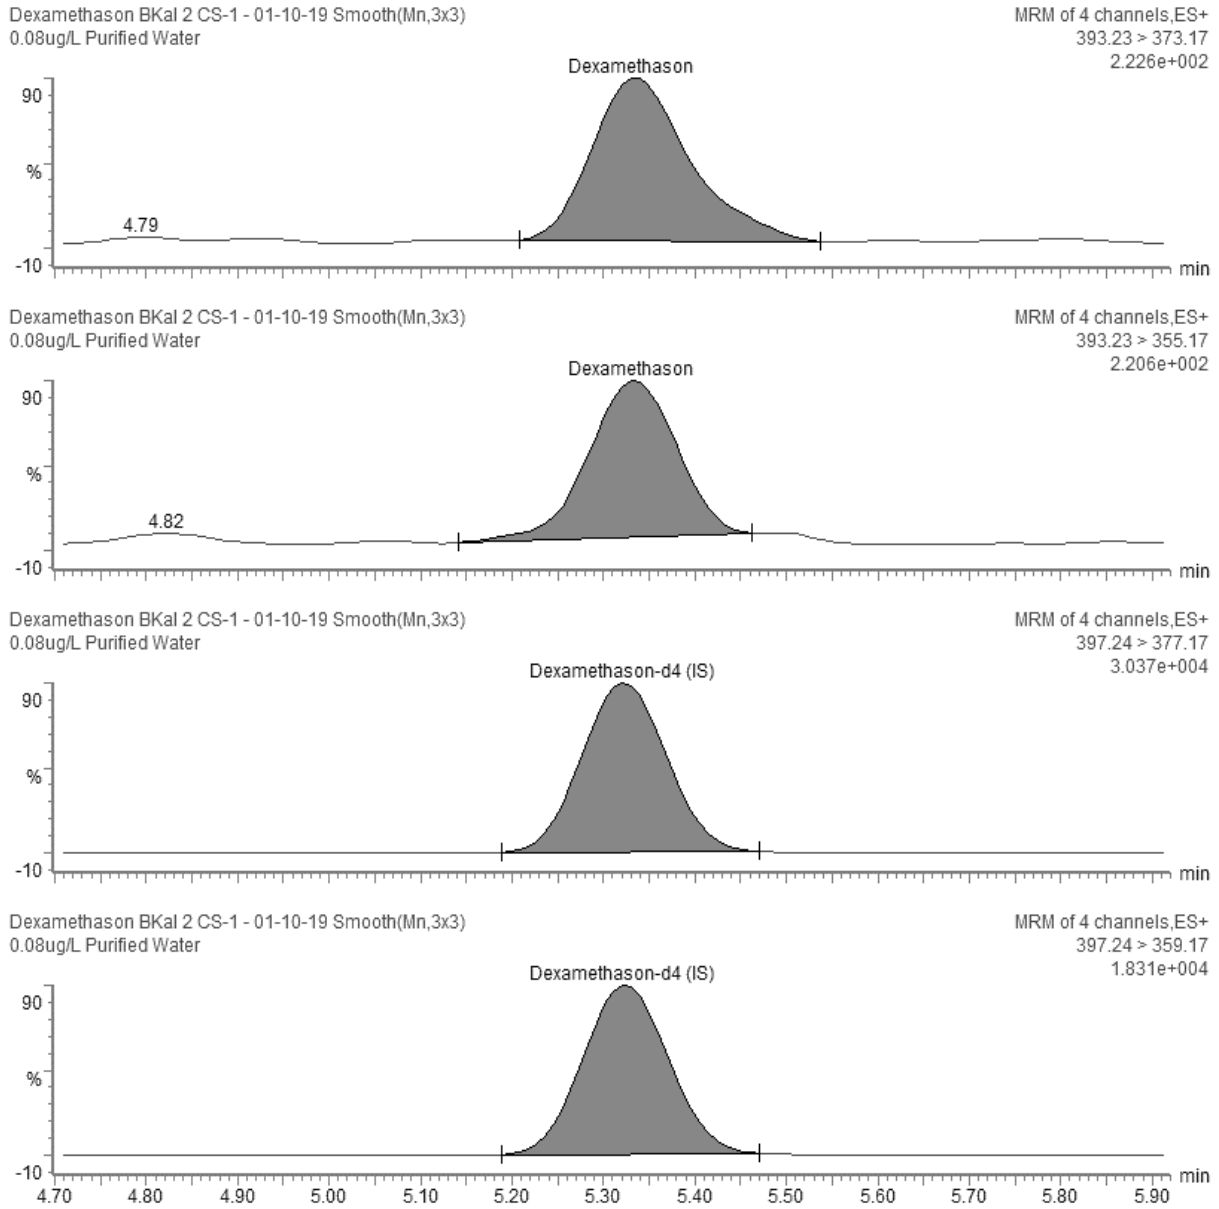 Dexamethason BKal 2 CS-1 - 01-10-19 Smooth(Mn,3x3) MRM of 4 channels,ES+
0.08ug/L Purified Water 393.23 > 373.17
2.226e+002
Dexamethason
90
%
4.79
-10
min
Dexamethason BKal 2 CS-1 - 01-10-19 Smooth(Mn,3x3) MRM of 4 channels,ES+
0.08ug/L Purified Water 393.23 > 355.17
2.206e+002
Dexamethason
90
%
4.82
-10
min
Dexamethason BKal 2 CS-1 - 01-10-19 Smooth(Mn,3x3) MRM of 4 channels,ES+
0.08ug/L Purified Water 397.24 > 377.17
3.037e+004
Dexamethason-d4 (IS)
90
%
-10
min
Dexamethason BKal 2 CS-1 - 01-10-19 Smooth(Mn,3x3) MRM of 4 channels,ES+
0.08ug/L Purified Water 397.24 > 359.17
1.831e+004
Dexamethason-d4 (IS)
90
%
-10
min
4.70 4.80 4.90 5.00 5.10 5.20 5.30 5.40 5.50 5.60 5.70 5.80 5.90